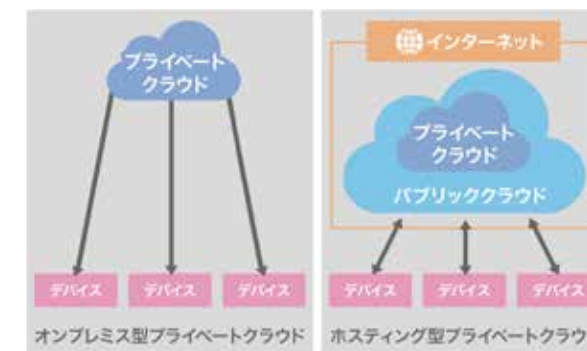 プライベート
クラウド
デバイス
デバイス
デバイス
オンプレミス型プライベートクラウド
インターネット
プライベート
クラウド
パブリッククラウド
デバイス
デバイス
デバイス
ホスティング型プライベートクラウ